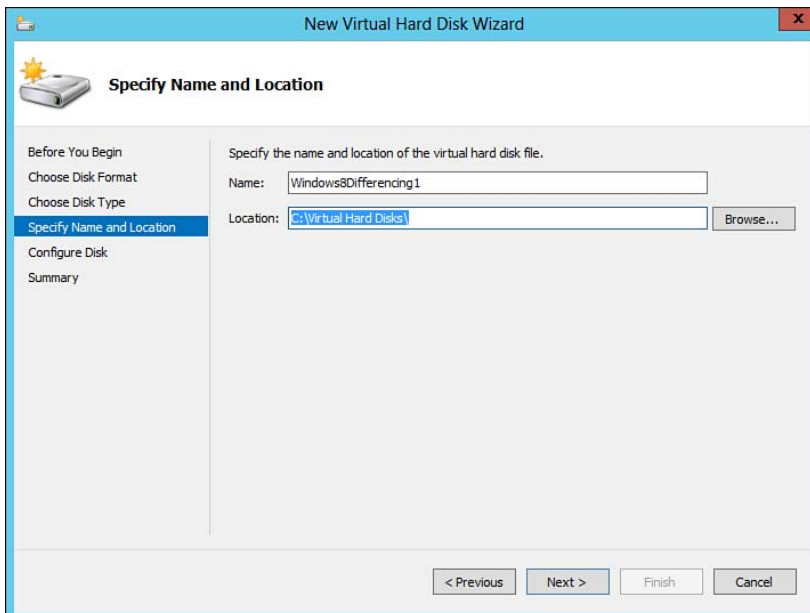 New Virtual Hard Disk Wizard
x
Specify Name and Location
Before You Begin
Choose Disk Format
Choose Disk Type
Specify Name and Location
Configure Disk
Summary
Specify the name and location of the virtual hard disk file.
Name: Windows8Differencing1
Location: C:\Virtual Hard Disks\ Browse...
< Previous Next > Finish Cancel